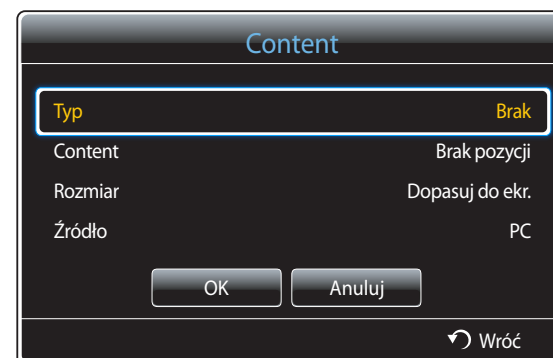 Content
Typ Brak
Content Brak pozycji
Rozmiar Dopasuj do ekr.
Źródło PC
OK Anuluj
Wróć